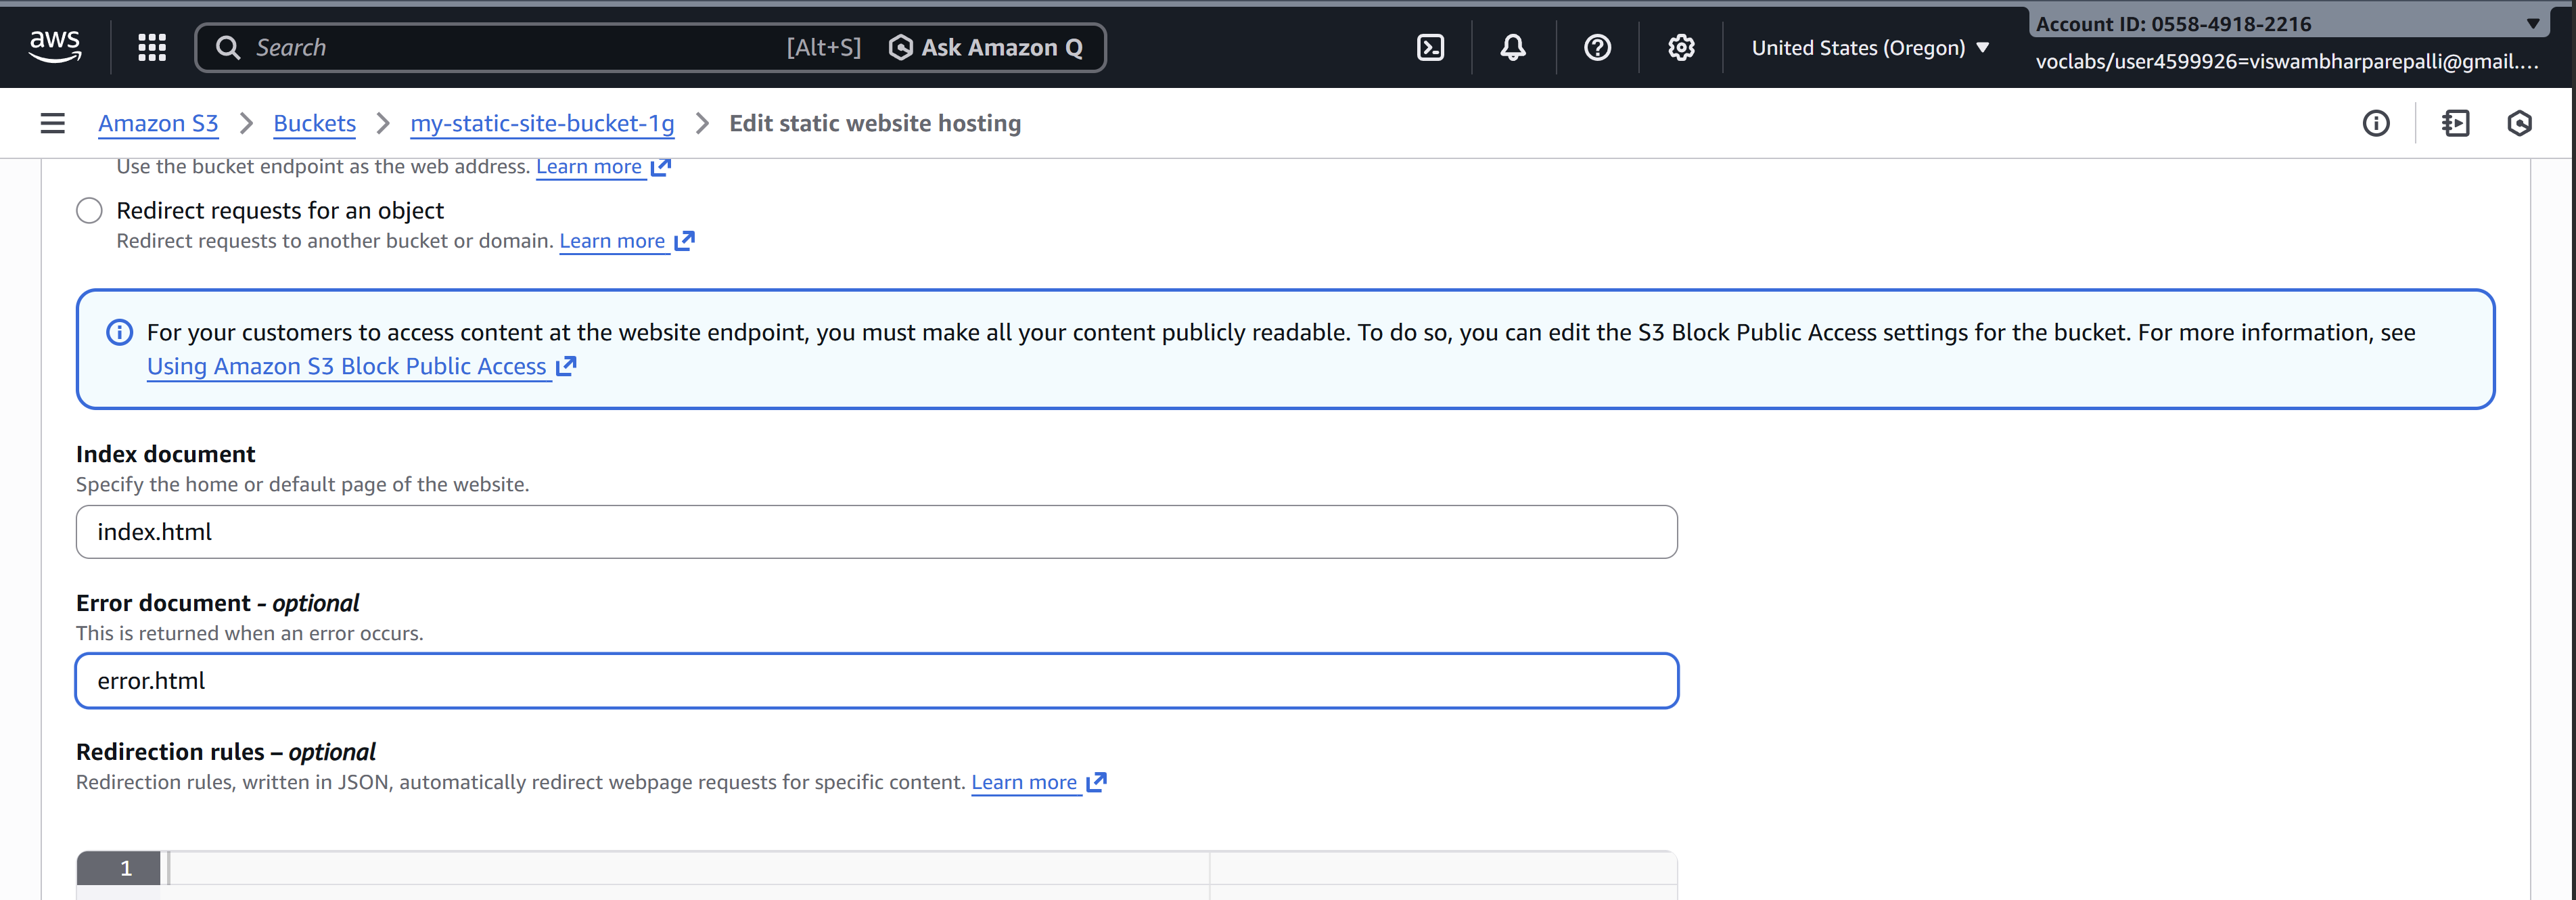 aws
Search [Alt+S] Ask Amazon Q
United States (Oregon)
Account ID: 0558-4918-2216
voclabs/user4599926=viswambharparepalli@gmail....
Amazon S3 > Buckets > my-static-site-bucket-1g > Edit static website hosting
Use the bucket endpoint as the web address. Learn more
Redirect requests for an object
Redirect requests to another bucket or domain. Learn more
For your customers to access content at the website endpoint, you must make all your content publicly readable. To do so, you can edit the S3 Block Public Access settings for the bucket. For more information, see
Using Amazon S3 Block Public Access
Index document
Specify the home or default page of the website.
index.html
Error document - optional
This is returned when an error occurs.
error.html
Redirection rules – optional
Redirection rules, written in JSON, automatically redirect webpage requests for specific content. Learn more
1